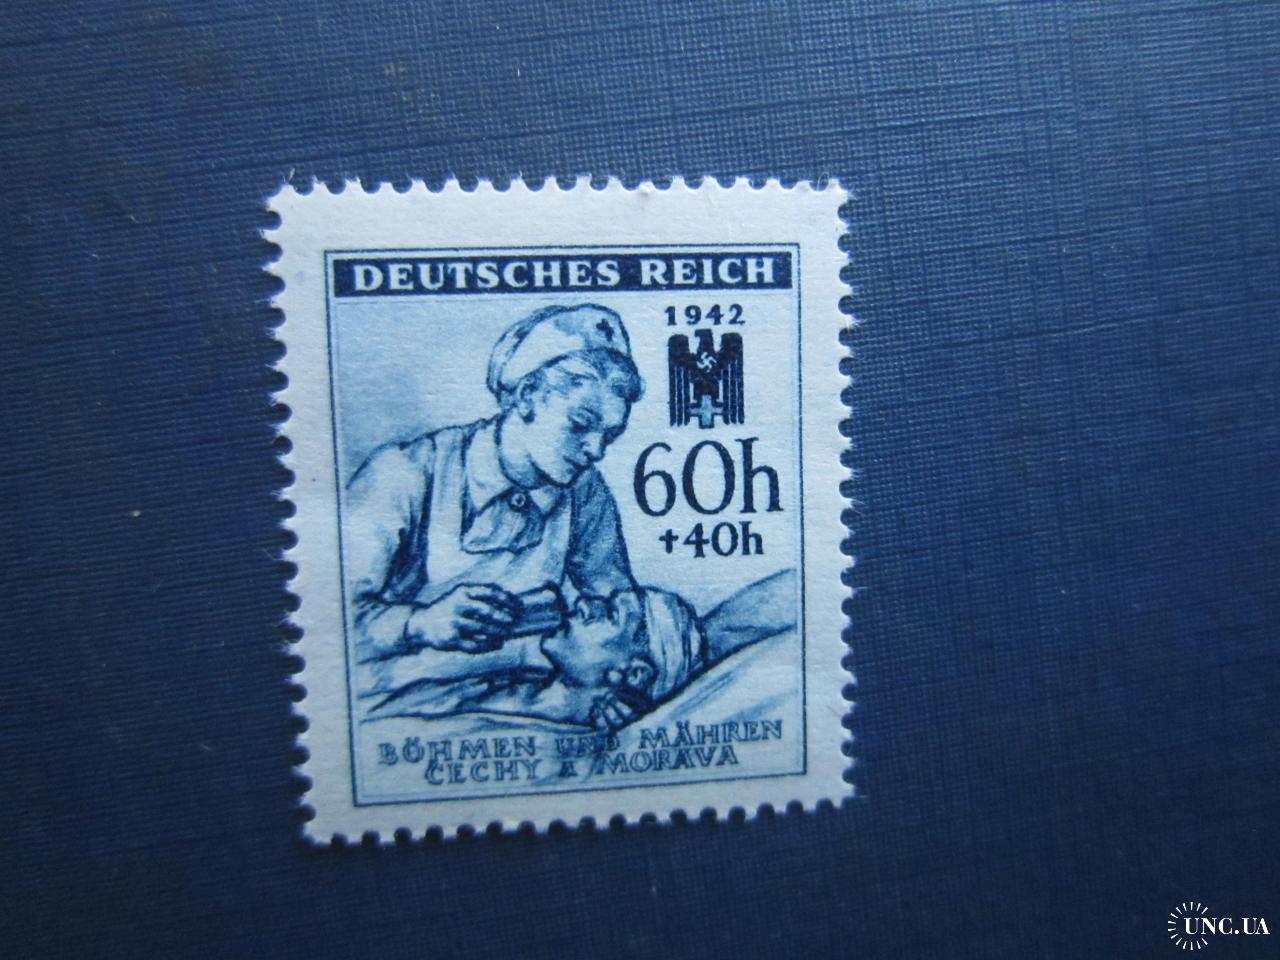 DEUTSCHES REICH
1942
60h
+40h
BÖHMEN UND MÄHREN
ČECHY A MORAVA
UNC.UA